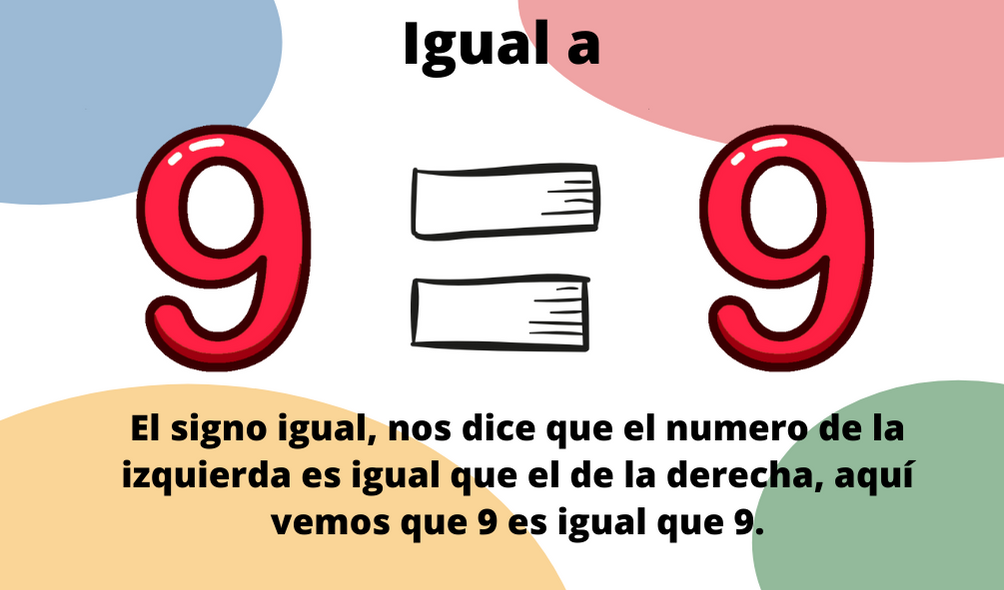 Igual a
9 = 9
El signo igual, nos dice que el numero de la
izquierda es igual que el de la derecha, aquí
vemos que 9 es igual que 9.